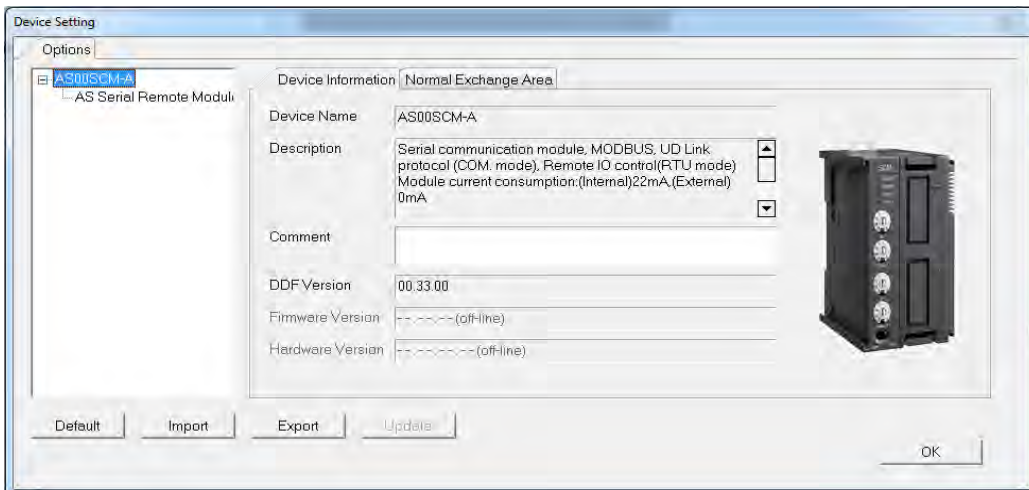 Device Setting
Options
AS00SCM-A
AS Serial Remote Modul
Device Information
Normal Exchange Area
Device Name
AS00SCM-A
Description
Serial communication module, MODBUS, UD Link
protocol (COM. mode), Remote IO control(RTU mode)
Module current consumption:(Internal)22mA,(External)
0mA
Comment
DDF Version
00.33.00
Firmware Version
--.--.--(off-line)
Hardware Version
--.--.--.--(off-line)
SCM
Default
Import
Export
Update
OK